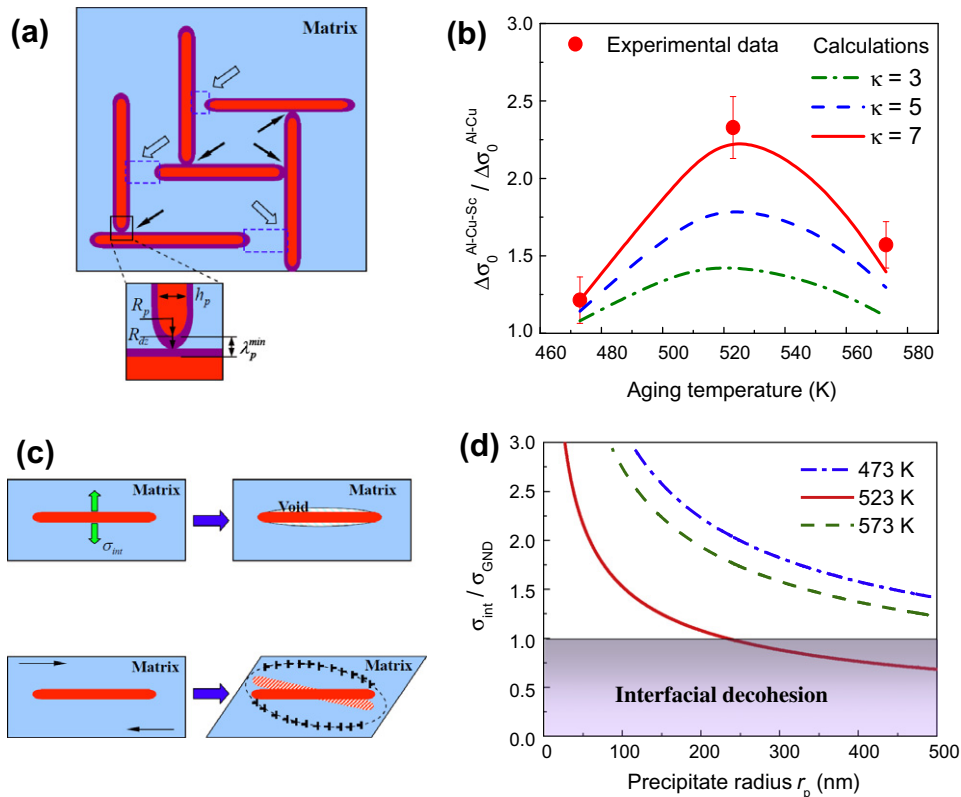 (a)
Matrix
h_p
R_p
R_dz
λ_p^min
(b)
Experimental data
Calculations
κ = 3
κ = 5
κ = 7
3.0
2.5
2.0
1.5
1.0
460 480 500 520 540 560 580
Δσ_0^Al-Cu-Sc / Δσ_0^Al-Cu
Aging temperature (K)
(c)
Matrix
σ_int
Matrix
Void
Matrix
Matrix
(d)
473 K
523 K
573 K
3.0
2.5
2.0
1.5
1.0
0.5
0.0
Interfacial decohesion
0 100 200 300 400 500
σ_int / σ_GND
Precipitate radius r_p (nm)